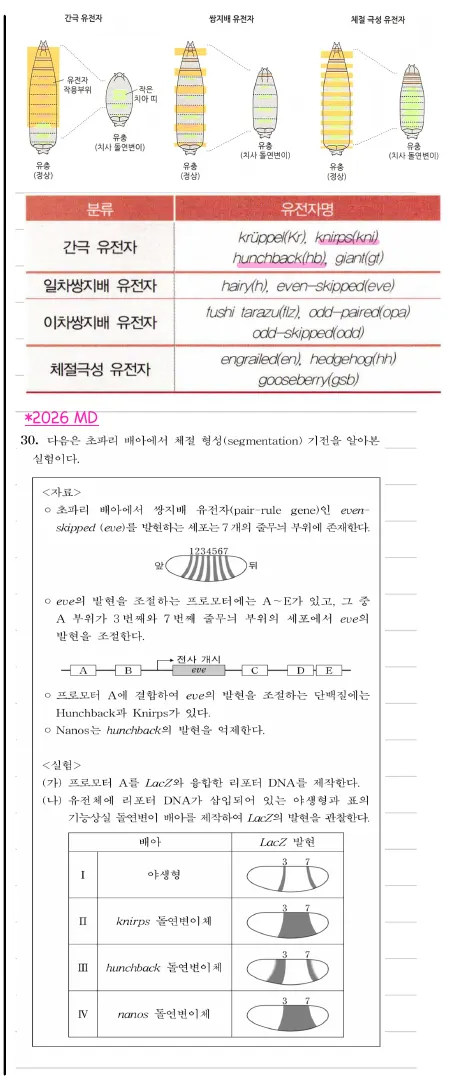 간극 유전자
쌍지배 유전자
체절 극성 유전자
유전자
작용부위
작은
치아 띠
유충
(치사 돌연변이)
유충
(정상)
유충
(치사 돌연변이)
유충
(정상)
유충
(치사 돌연변이)
유충
(정상)
분류 유전자명
간극 유전자 krüppel(Kr), knirps(kni)
hunchback(hb), giant(gt)
일차쌍지배 유전자 hairy(h), even-skipped(eve)
이차쌍지배 유전자 fushi tarazu(flz), odd-paired(opa)
odd-skipped(odd)
체절극성 유전자 engrailed(en), hedgehog(hh)
gooseberry(gsb)
*2026 MD
30. 다음은 초파리 배아에서 체절 형성(segmentation) 기전을 알아본
실험이다.
<자료>
○ 초파리 배아에서 쌍지배 유전자(pair-rule gene)인 even-
skipped (eve)를 발현하는 세포는 7개의 줄무늬 부위에 존재한다.
1234567
앞 뒤
○ eve의 발현을 조절하는 프로모터에는 A~E가 있고, 그 중
A 부위가 3번째와 7번째 줄무늬 부위의 세포에서 eve의
발현을 조절한다.
전사 개시
A B eve C D E
○ 프로모터 A에 결합하여 eve의 발현을 조절하는 단백질에는
Hunchback과 Knirps가 있다.
○ Nanos는 hunchback의 발현을 억제한다.
<실험>
(가) 프로모터 A를 LacZ와 융합한 리포터 DNA를 제작한다.
(나) 유전체에 리포터 DNA가 삽입되어 있는 야생형과 표의
기능상실 돌연변이 배아를 제작하여 LacZ의 발현을 관찰한다.
배아 LacZ 발현
I 야생형 3 7
II knirps 돌연변이체 3 7
III hunchback 돌연변이체 3 7
IV nanos 돌연변이체 3 7